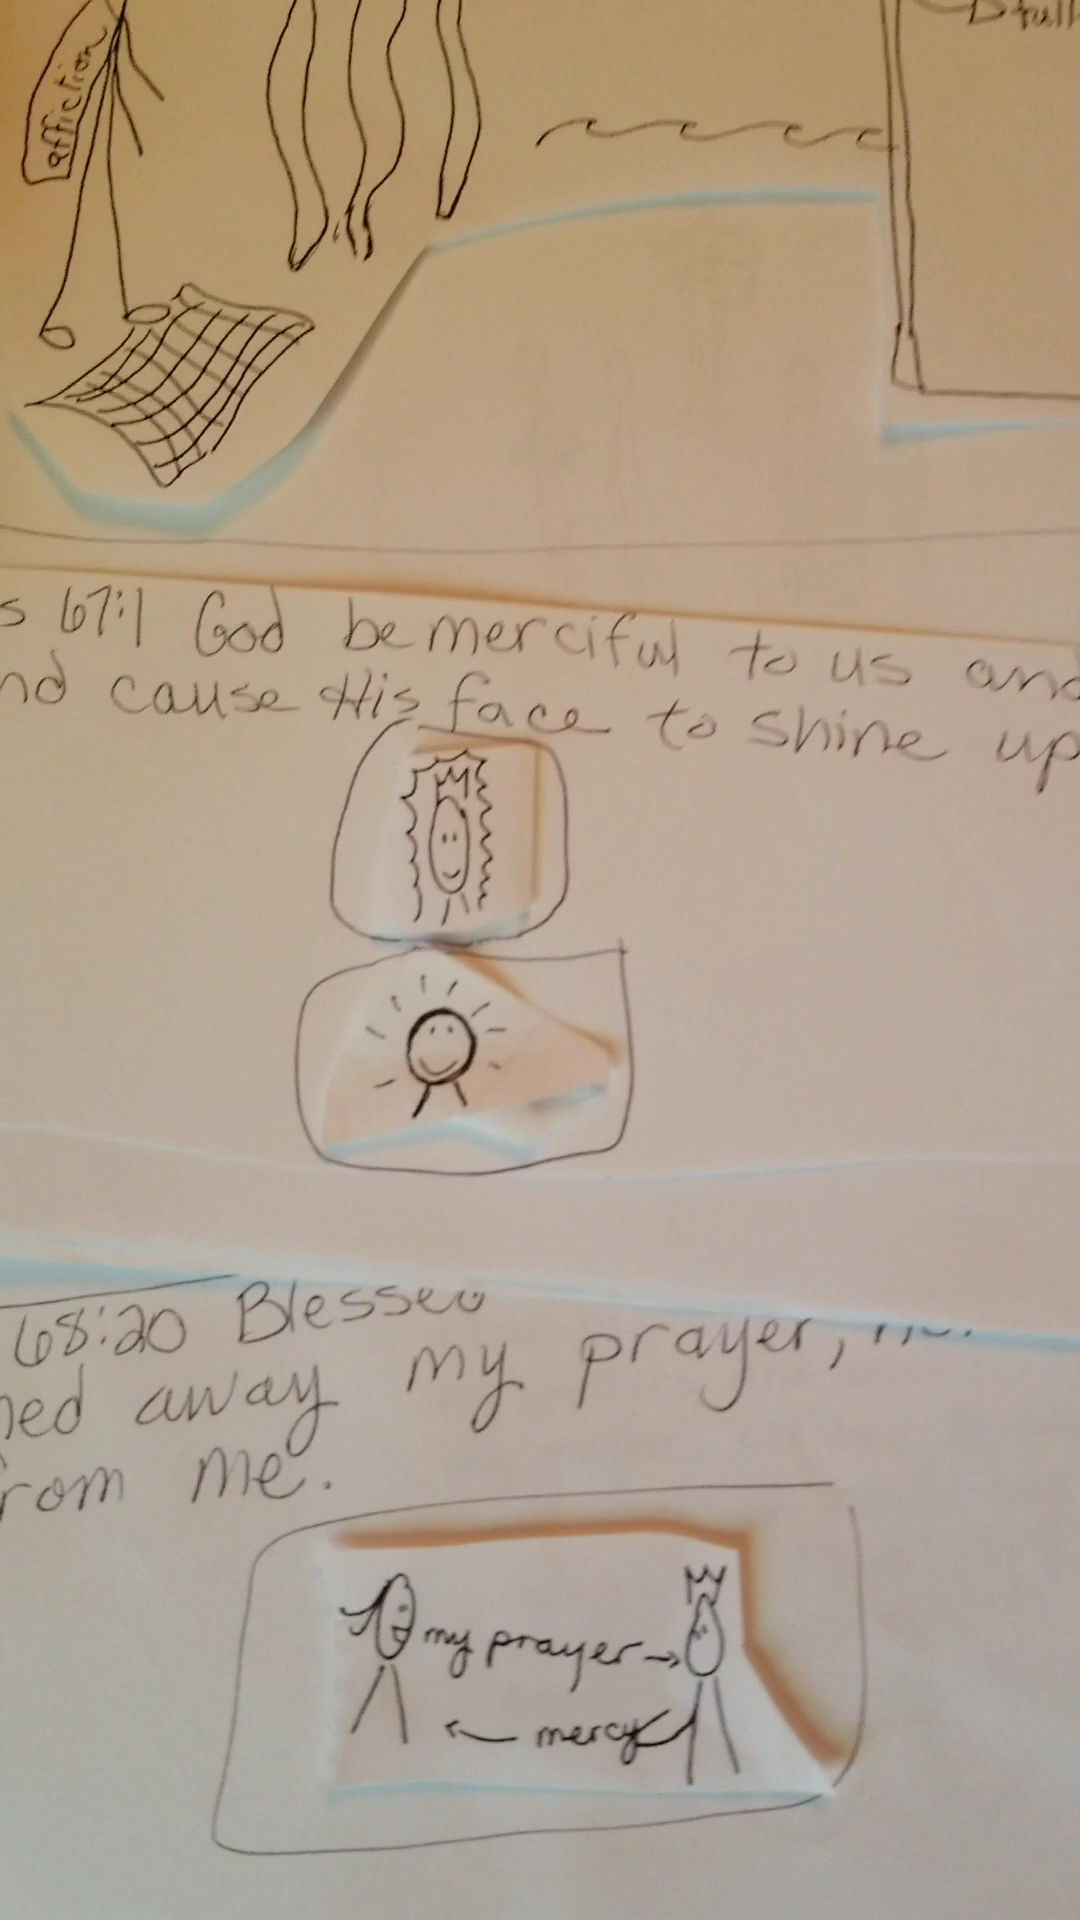 affliction
full
s 67:1 God be merciful to us and
nd cause His face to shine up
68:20 Blessed
ned away my prayer,
from me.
my prayer →
← mercy